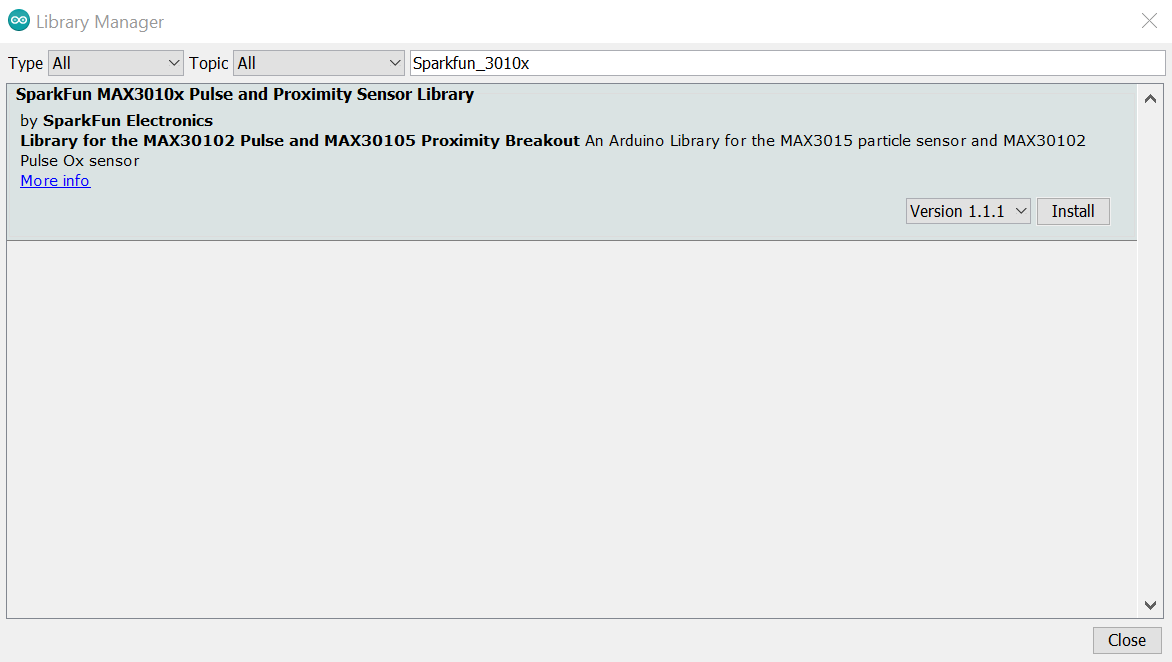 Library Manager
Type All Topic All Sparkfun_3010x
SparkFun MAX3010x Pulse and Proximity Sensor Library
by SparkFun Electronics
Library for the MAX30102 Pulse and MAX30105 Proximity Breakout An Arduino Library for the MAX3015 particle sensor and MAX30102
Pulse Ox sensor
More info
Version 1.1.1 Install
Close